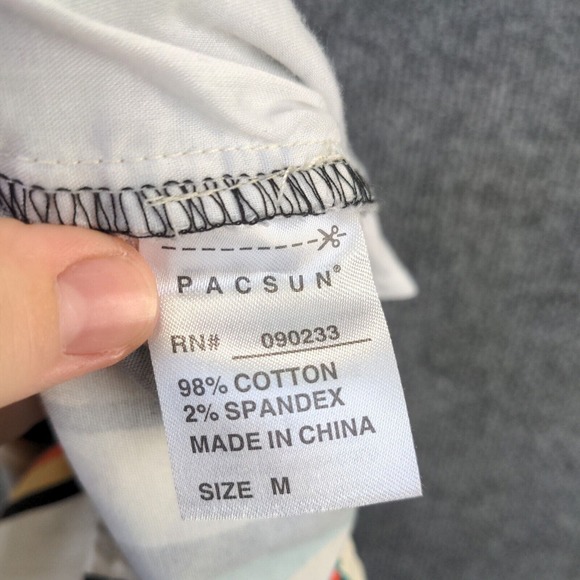 PACSUN®
RN# 090233
98% COTTON
2% SPANDEX
MADE IN CHINA
SIZE M